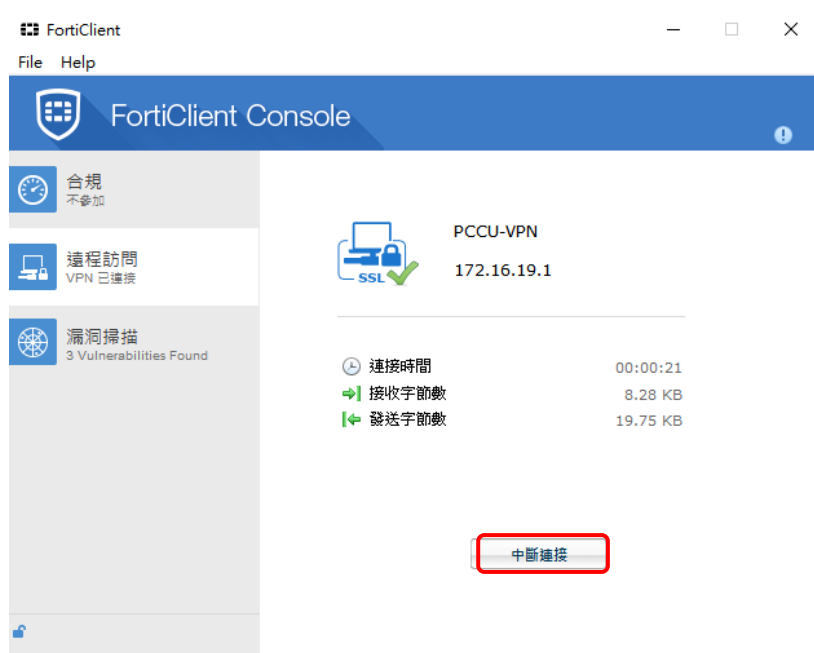 FortiClient
File Help
FortiClient Console
合規
不參加
遠程訪問
VPN 已連接
漏洞掃描
3 Vulnerabilities Found
SSL
PCCU-VPN
172.16.19.1
連接時間 00:00:21
接收字節數 8.28 KB
發送字節數 19.75 KB
中斷連接